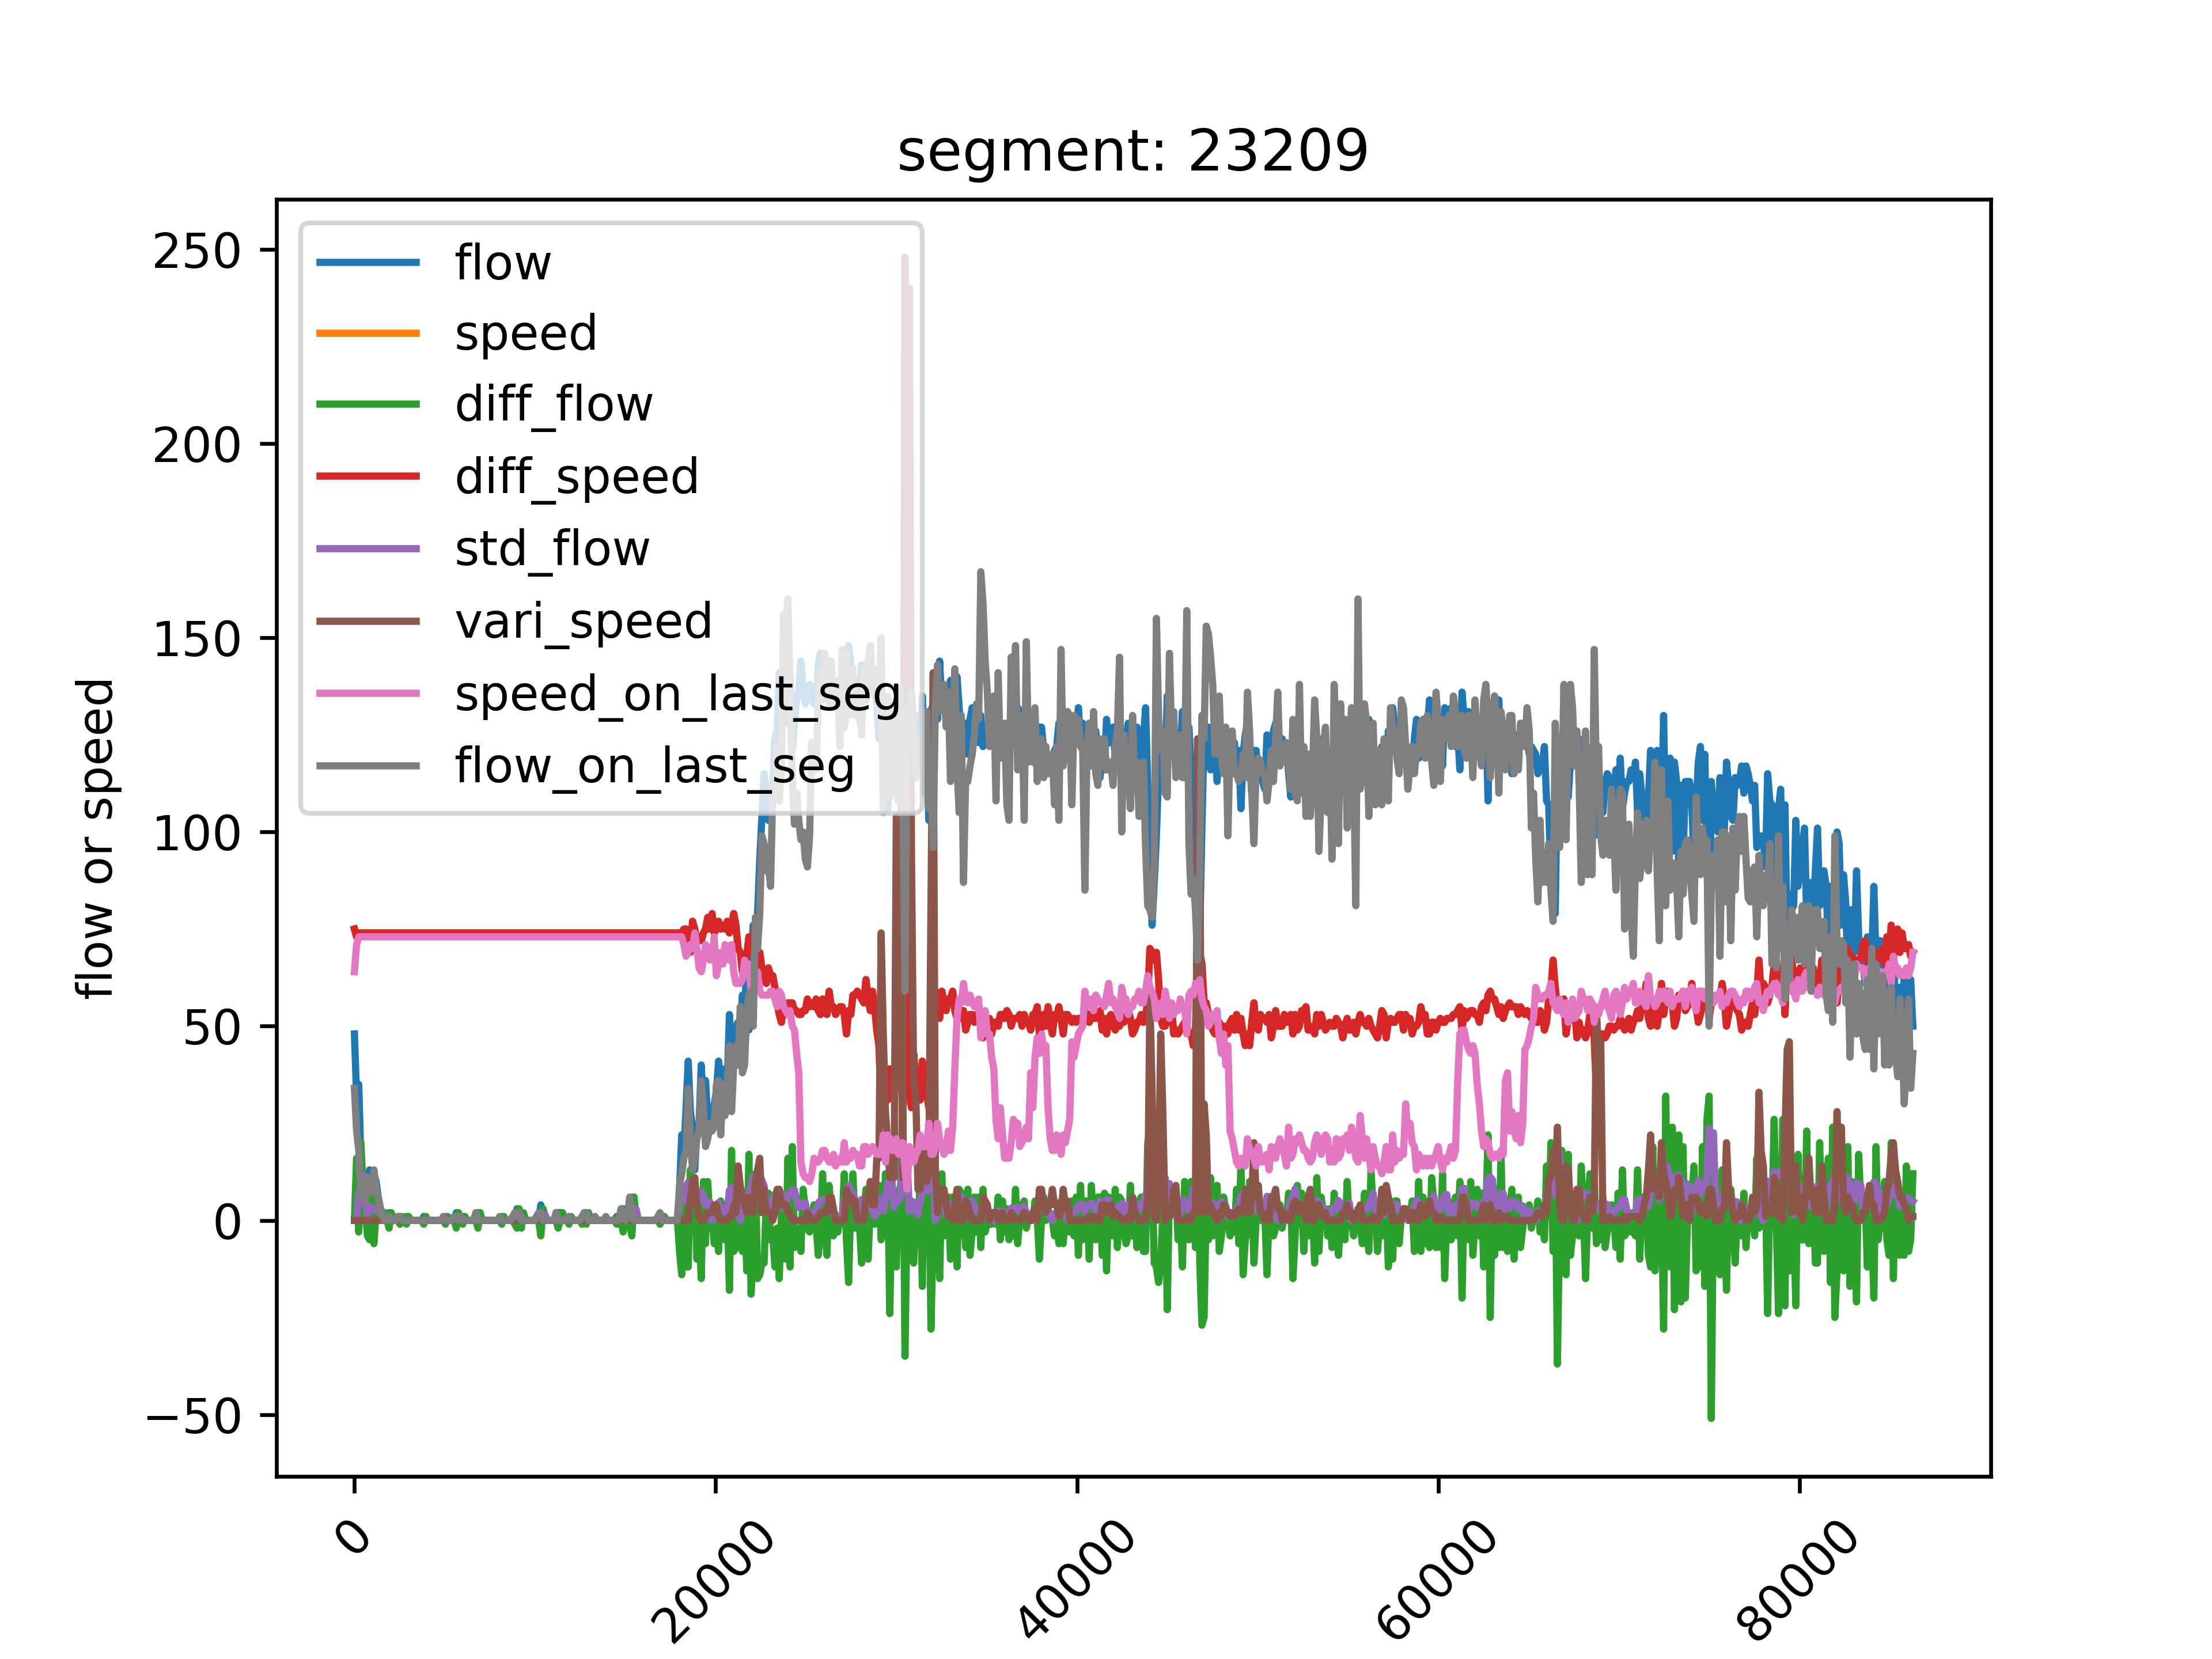 segment: 23209
250
200
150
100
50
0
−50
flow or speed
flow
speed
diff_flow
diff_speed
std_flow
vari_speed
speed_on_last_seg
flow_on_last_seg
0
20000
40000
60000
80000